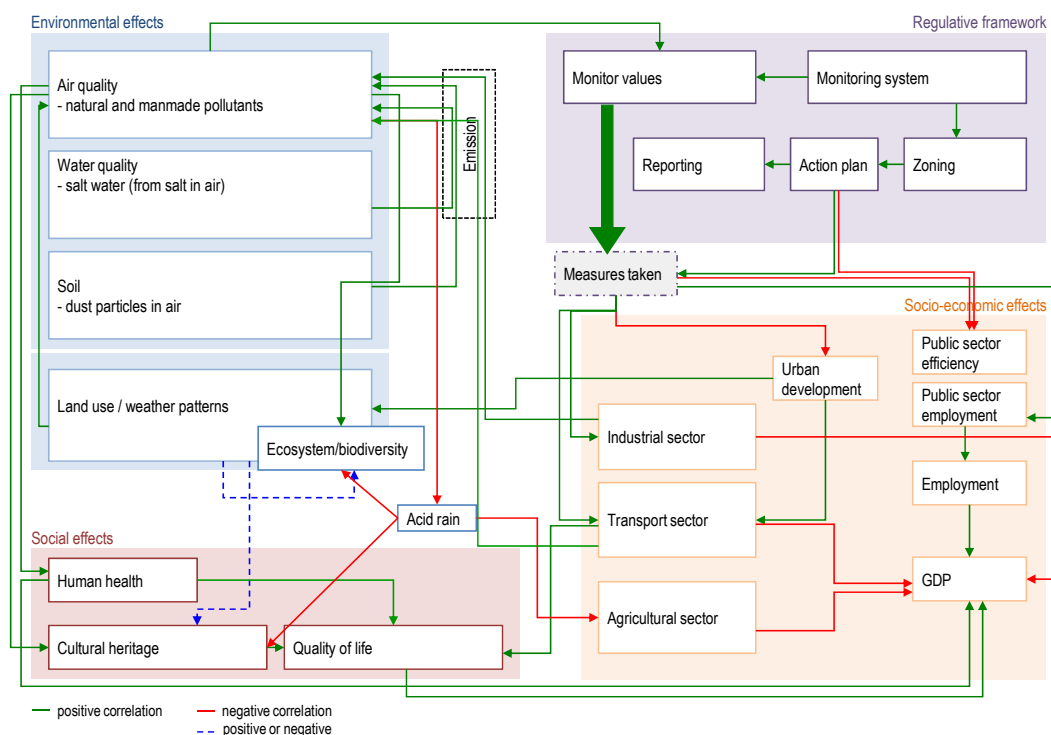 Environmental effects
Regulative framework
Air quality
- natural and manmade pollutants
Emission
Monitor values
Monitoring system
Water quality
- salt water (from salt in air)
Reporting
Action plan
Zoning
Soil
- dust particles in air
Measures taken
Socio-economic effects
Public sector
efficiency
Urban
development
Public sector
employment
Land use / weather patterns
Ecosystem/biodiversity
Industrial sector
Employment
Acid rain
Transport sector
Social effects
Human health
GDP
Cultural heritage
Quality of life
Agricultural sector
positive correlation
negative correlation
positive or negative